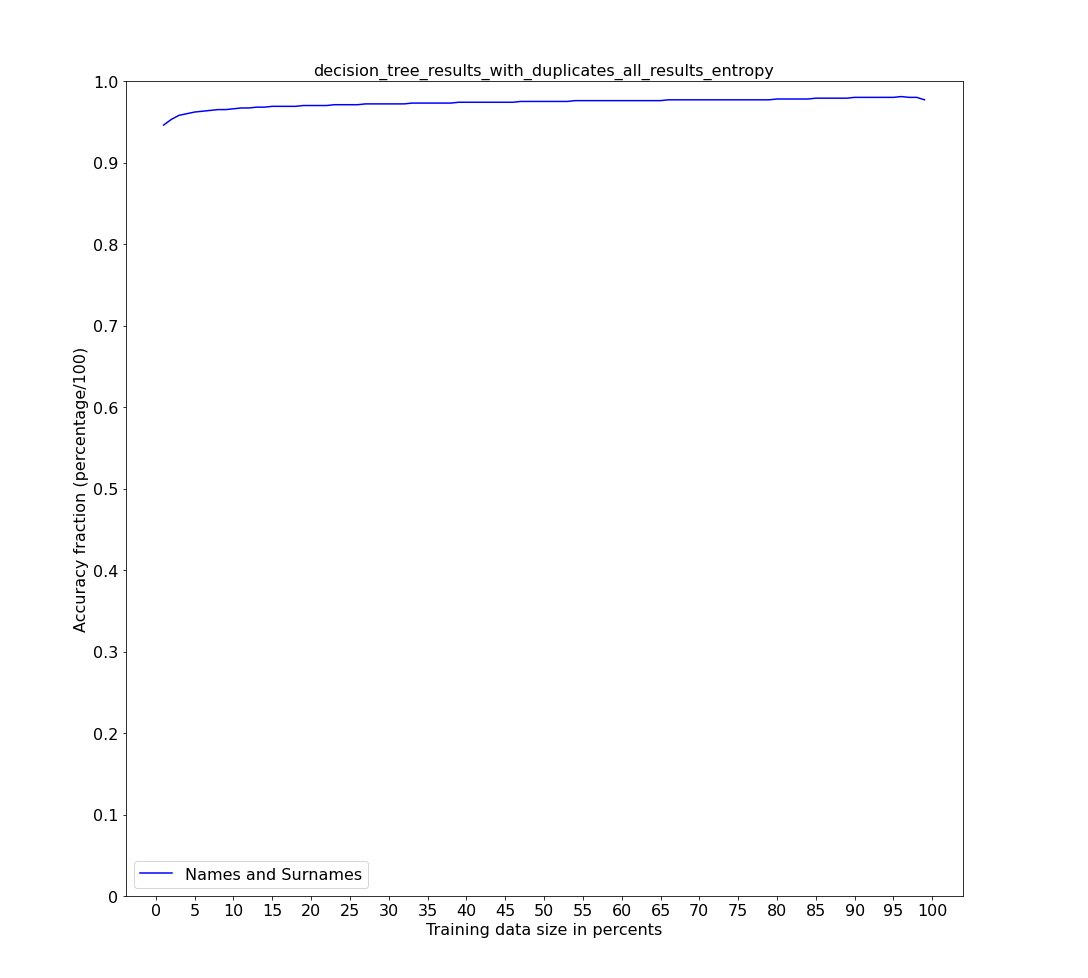 decision_tree_results_with_duplicates_all_results_entropy
1.0
0.9
0.8
0.7
0.6
0.5
0.4
0.3
0.2
0.1
0
Accuracy fraction (percentage/100)
Names and Surnames
0 5 10 15 20 25 30 35 40 45 50 55 60 65 70 75 80 85 90 95 100
Training data size in percents